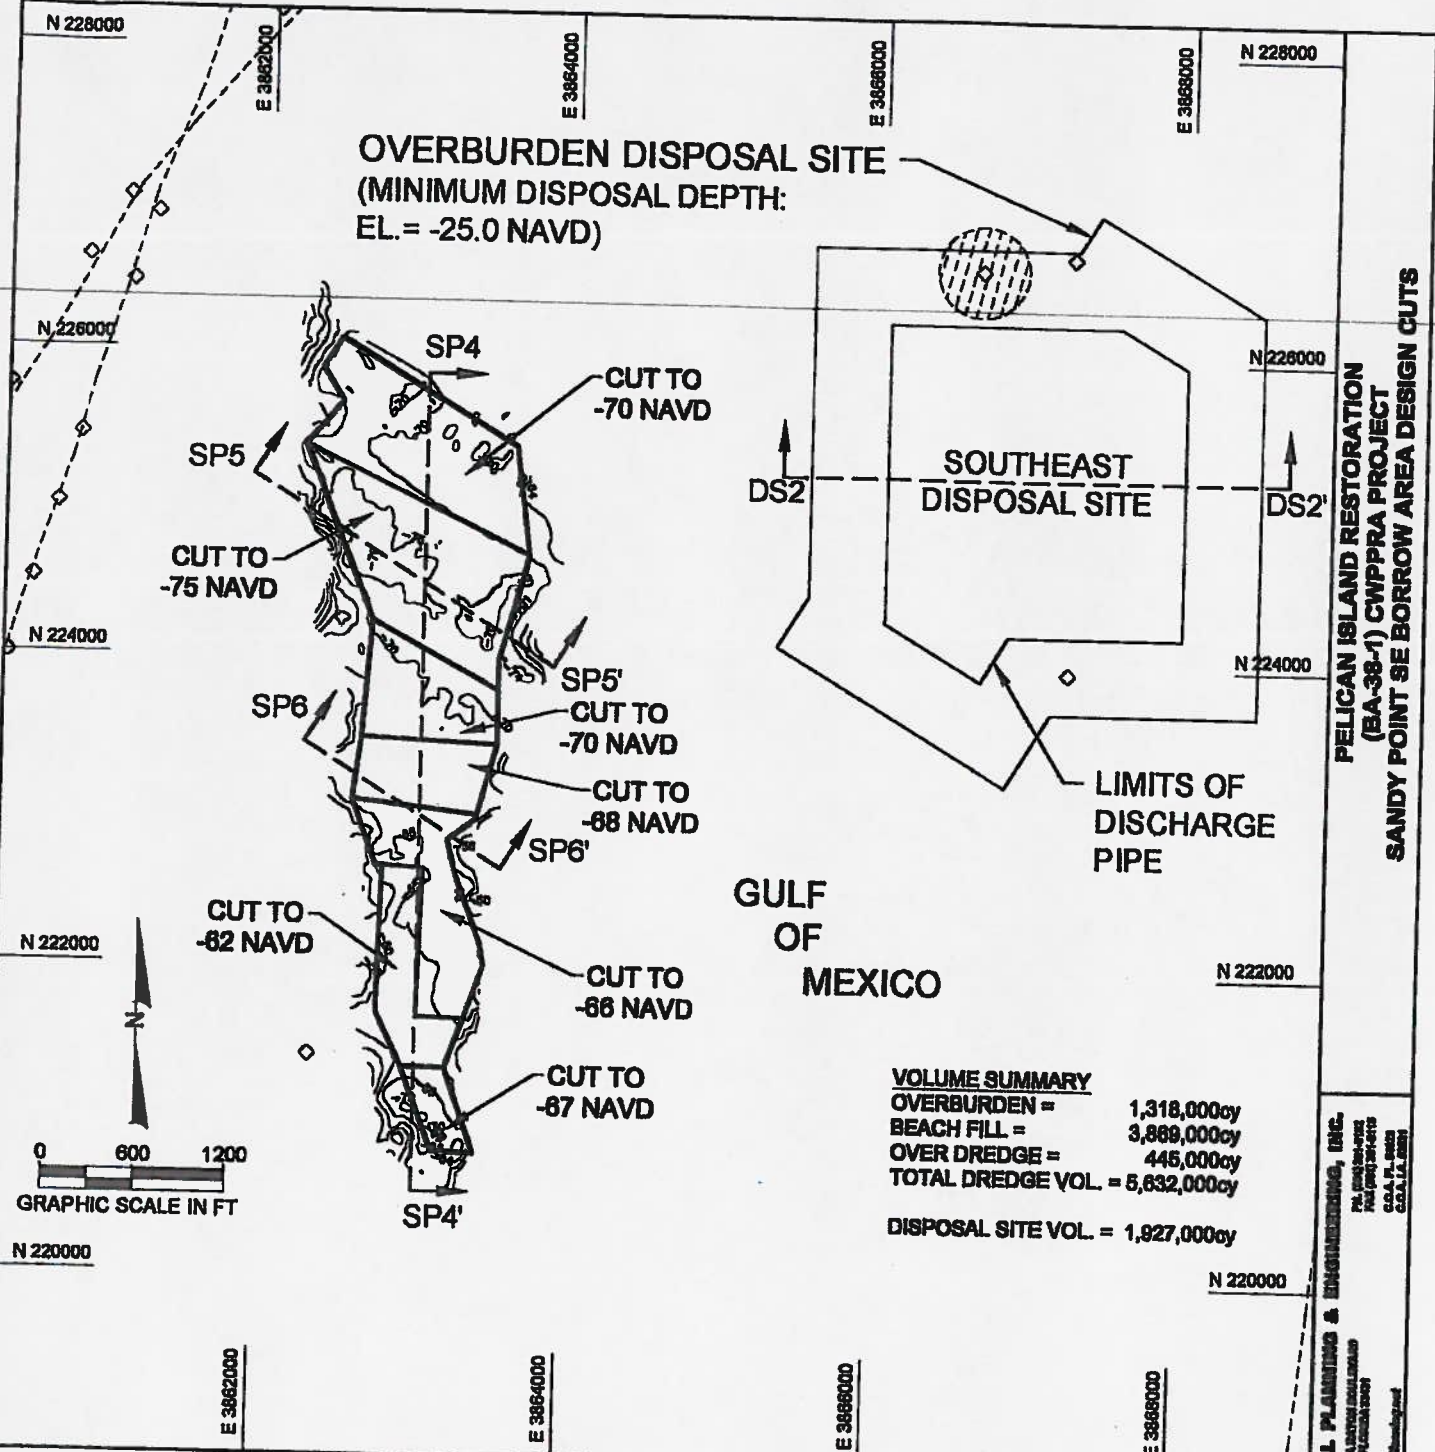 N 228000
E 3862000
E 3864000
E 3866000
E 3868000
N 228000
OVERBURDEN DISPOSAL SITE
(MINIMUM DISPOSAL DEPTH:
EL.= -25.0 NAVD)
N 226000
SP4
CUT TO
-70 NAVD
N 226000
SP5
SOUTHEAST
DISPOSAL SITE
DS2
DS2'
CUT TO
-75 NAVD
N 224000
SP5'
N 224000
SP6
CUT TO
-70 NAVD
CUT TO
-68 NAVD
LIMITS OF
DISCHARGE
PIPE
SP6'
GULF
OF
MEXICO
CUT TO
-62 NAVD
N 222000
CUT TO
-66 NAVD
N 222000
N
CUT TO
-67 NAVD
VOLUME SUMMARY
OVERBURDEN = 1,318,000cy
BEACH FILL = 3,869,000cy
OVER DREDGE = 445,000cy
TOTAL DREDGE VOL. = 5,632,000cy
DISPOSAL SITE VOL. = 1,927,000cy
0 600 1200
GRAPHIC SCALE IN FT
SP4'
N 220000
N 220000
E 3862000
E 3864000
E 3866000
E 3868000
PELICAN ISLAND RESTORATION
(BA-38-1) CWPPRA PROJECT
SANDY POINT SE BORROW AREA DESIGN CUTS
PLANNING & ENGINEERING, INC.